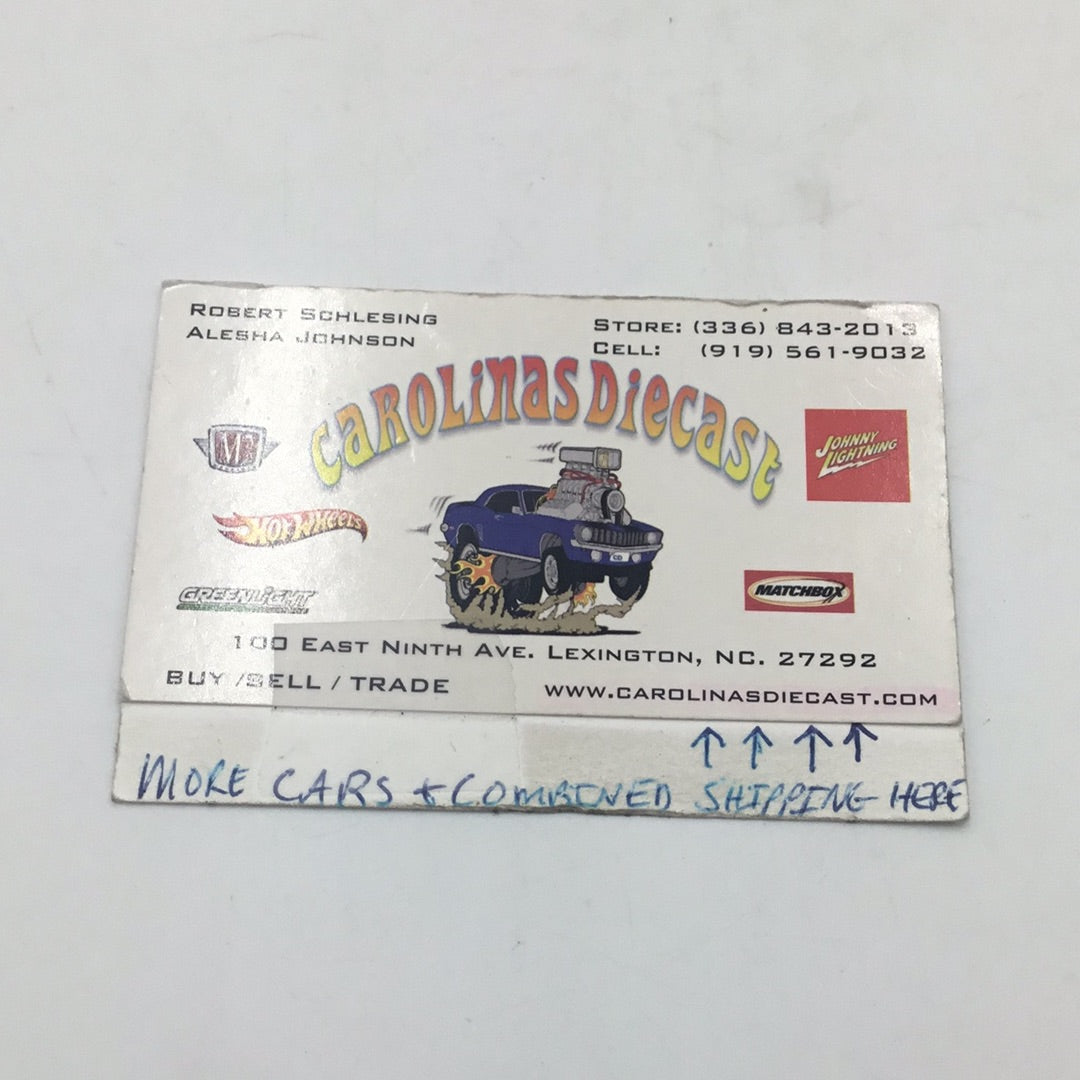 ROBERT SCHLESING
ALESHA JOHNSON
STORE: (336) 843-2013
CELL: (919) 561-9032
CAROLINAS DIECAST
M2
JOHNNY LIGHTNING
HOT WHEELS
GREENLIGHT
MATCHBOX
CD
100 EAST NINTH AVE. LEXINGTON, NC. 27292
BUY / SELL / TRADE
WWW.CAROLINASDIECAST.COM
↑ ↑ ↑ ↑
MORE CARS + COMBINED SHIPPING HERE